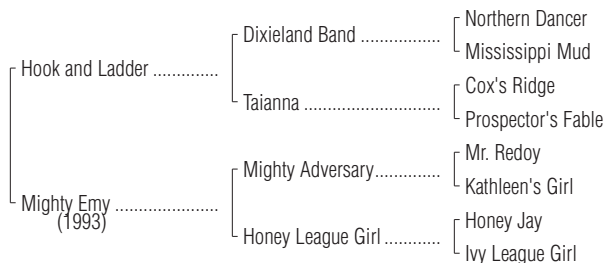 Northern Dancer
Dixieland Band .................
Mississippi Mud
Hook and Ladder ..............
Cox's Ridge
Taianna .............................
Prospector's Fable
Mr. Redoy
Mighty Adversary..............
Kathleen's Girl
Mighty Emy ......................
(1993)
Honey Jay
Honey League Girl ............
Ivy League Girl